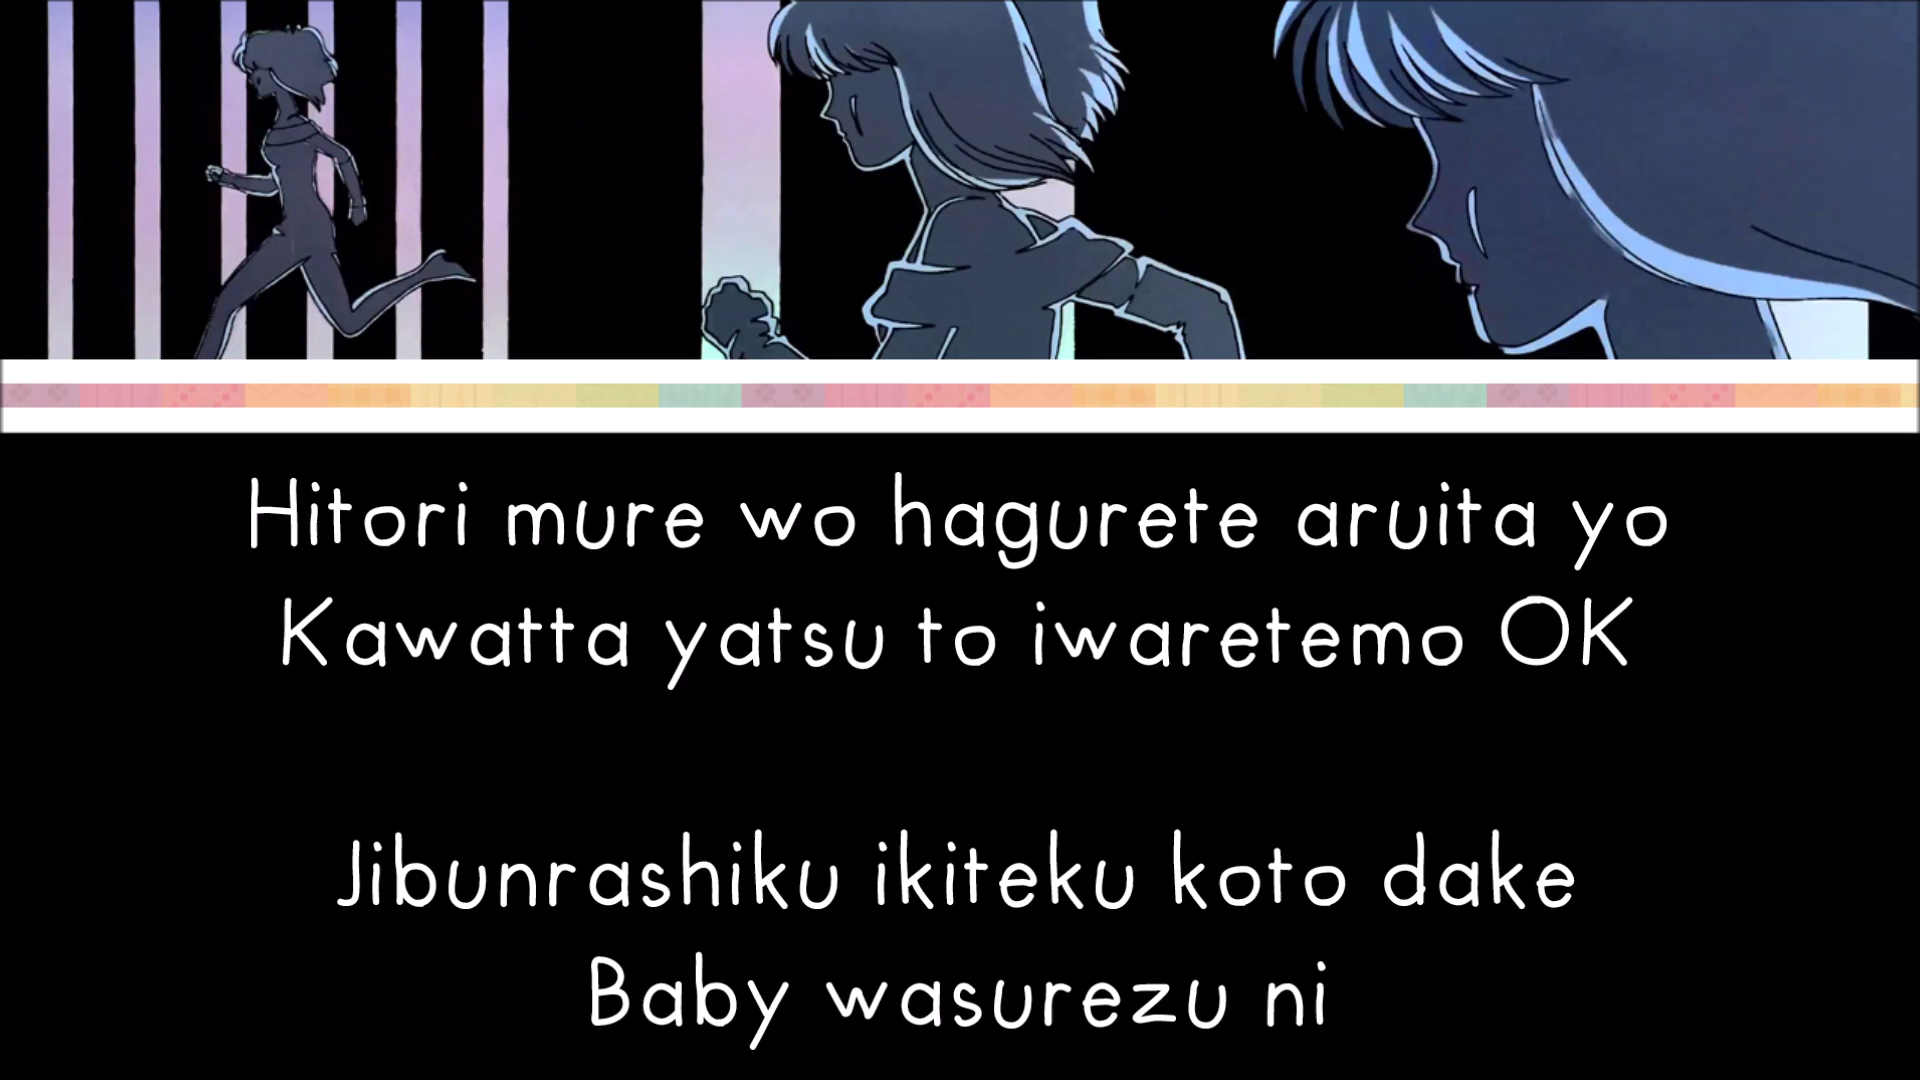 Hitori mure wo hagurete aruita yo
Kawatta yatsu to iwaretemo OK
Jibunrashiku ikiteku koto dake
Baby wasurezu ni